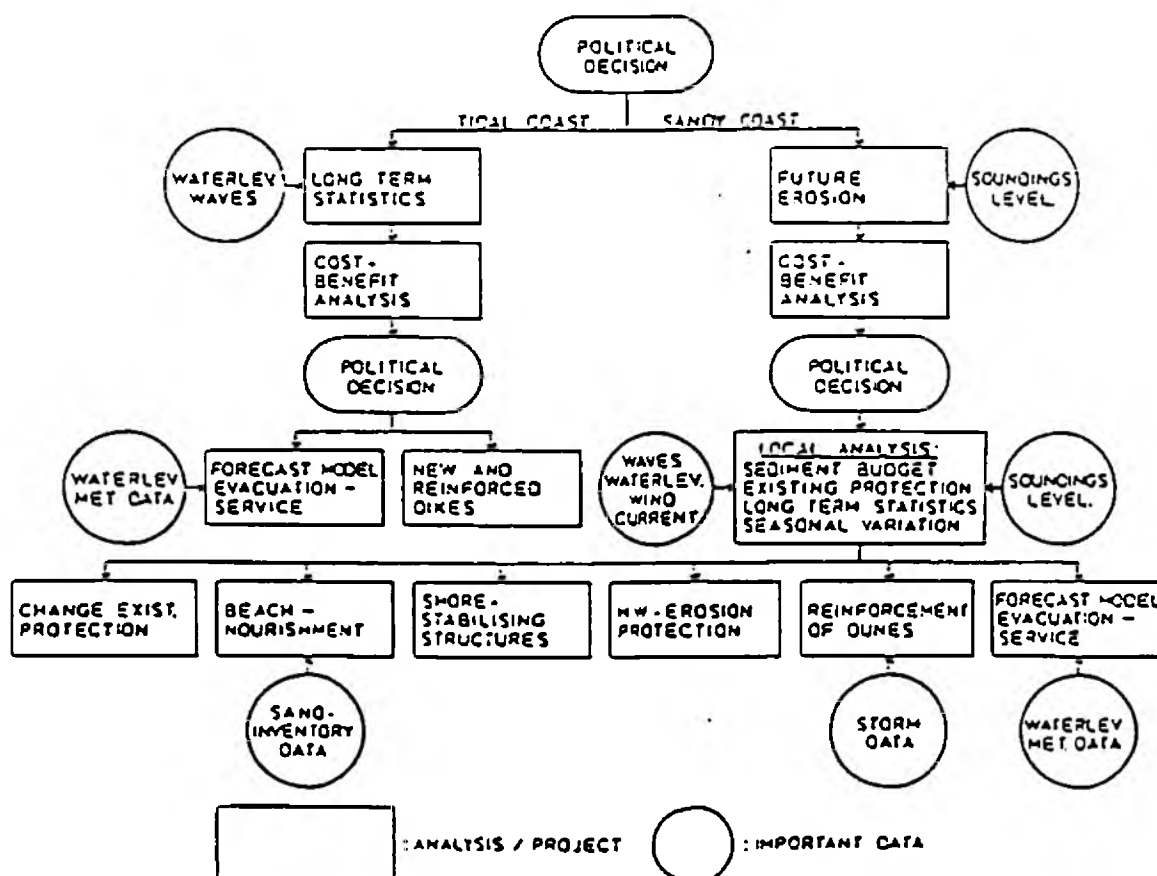 POLITICAL
DECISION
TICAL COAST
SANDY COAST
WATERLEV.
WAVES
LONG TERM
STATISTICS
FUTURE
EROSION
SOUNDINGS
LEVEL.
COST-
BENEFIT
ANALYSIS
COST-
BENEFIT
ANALYSIS
POLITICAL
DECISION
POLITICAL
DECISION
WATERLEV
MET DATA
FORECAST MODEL
EVACUATION-
SERVICE
NEW AND
REINFORCED
DIKES
WAVES
WATERLEV.
WIND
CURRENT
LOCAL ANALYSIS:
SEDIMENT BUDGET
EXISTING PROTECTION
LONG TERM STATISTICS
SEASONAL VARIATION
SOUNDINGS
LEVEL.
CHANGE EXIST.
PROTECTION
BEACH-
NOURISHMENT
SHORE-
STABILISING
STRUCTURES
HW-EROSION
PROTECTION
REINFORCEMENT
OF DUNES
FORECAST MODEL
EVACUATION-
SERVICE
SAND-
INVENTORY
DATA
STORM
DATA
WATERLEV
MET. DATA
: ANALYSIS / PROJECT
: IMPORTANT DATA